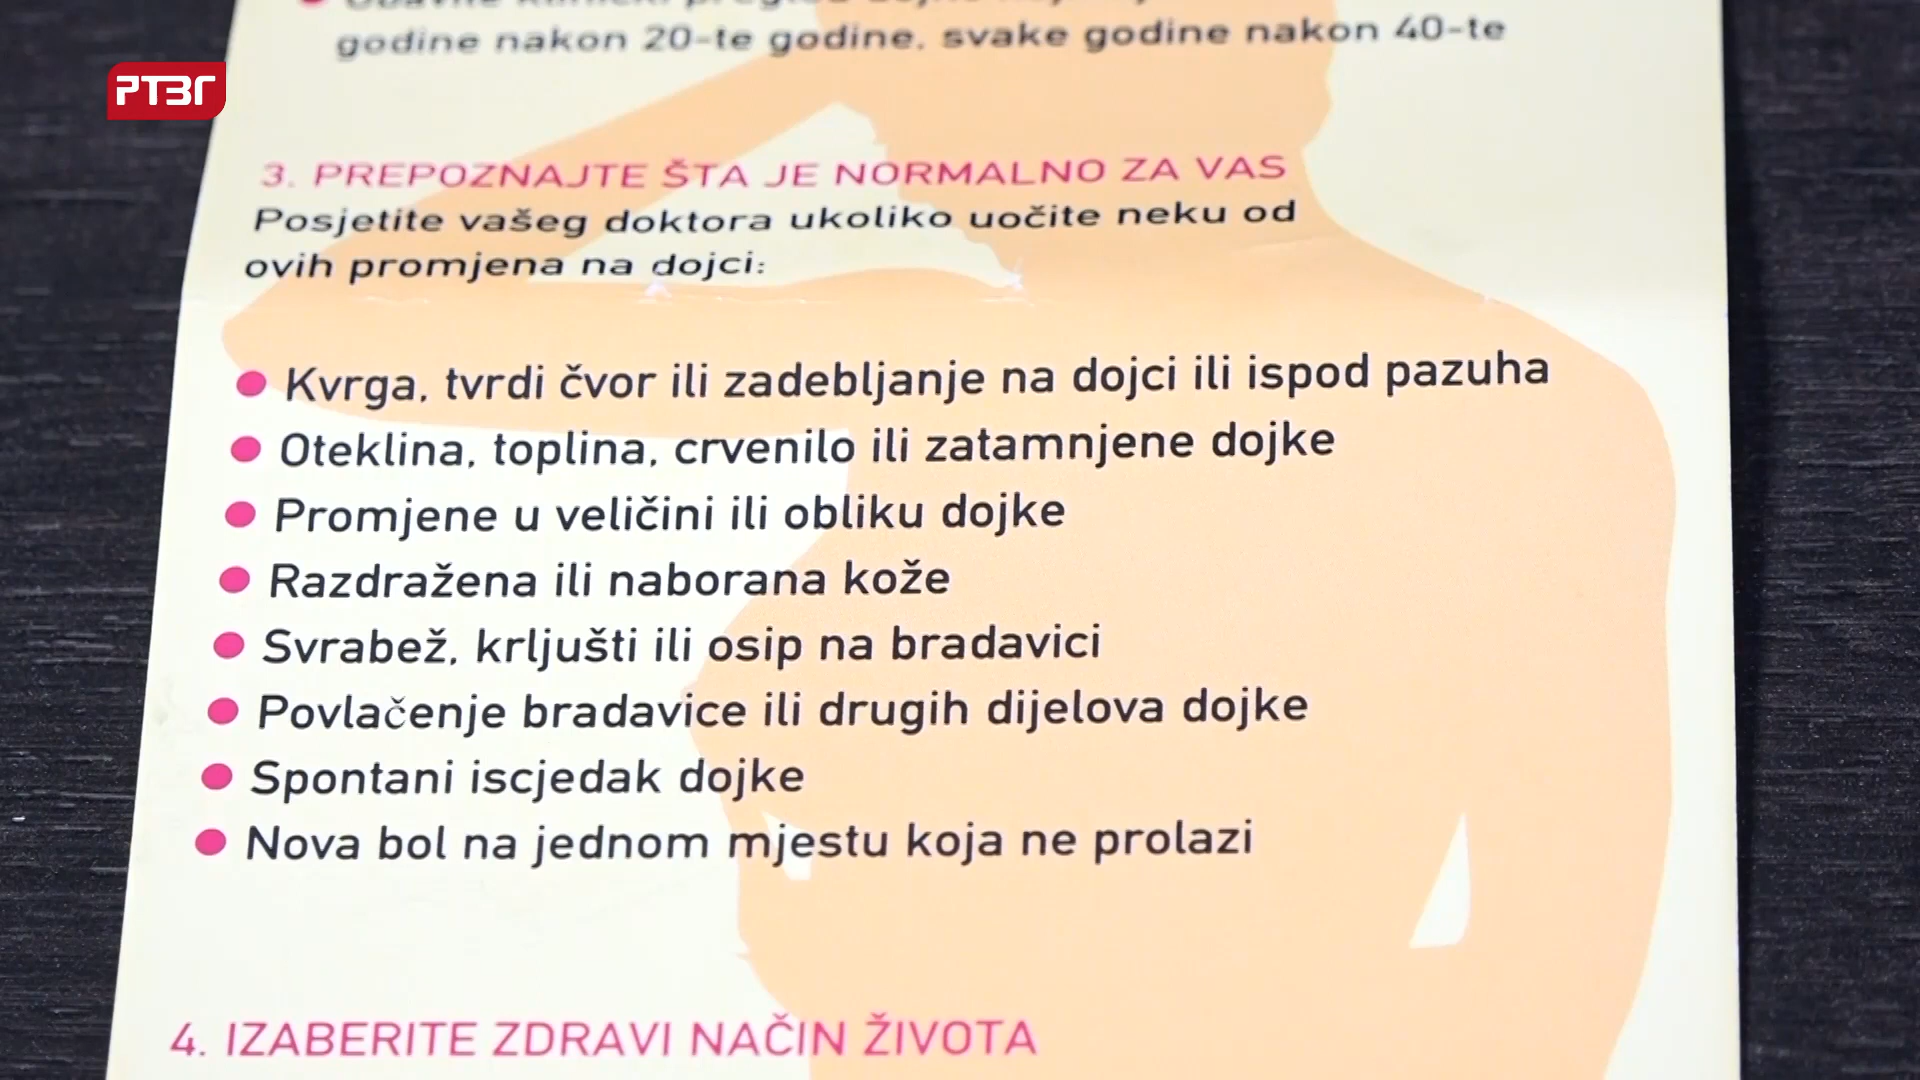 godine nakon 20-te godine, svake godine nakon 40-te
РТВГ
3. PREPOZNAJTE ŠTA JE NORMALNO ZA VAS
Posjetite vašeg doktora ukoliko uočite neku od
ovih promjena na dojci:
Kvrga, tvrdi čvor ili zadebljanje na dojci ili ispod pazuha
Oteklina, toplina, crvenilo ili zatamnjene dojke
Promjene u veličini ili obliku dojke
Razdražena ili naborana kože
Svrabež, krljušti ili osip na bradavici
Povlačenje bradavice ili drugih dijelova dojke
Spontani iscjedak dojke
Nova bol na jednom mjestu koja ne prolazi
4. IZABERITE ZDRAVI NAČIN ŽIVOTA